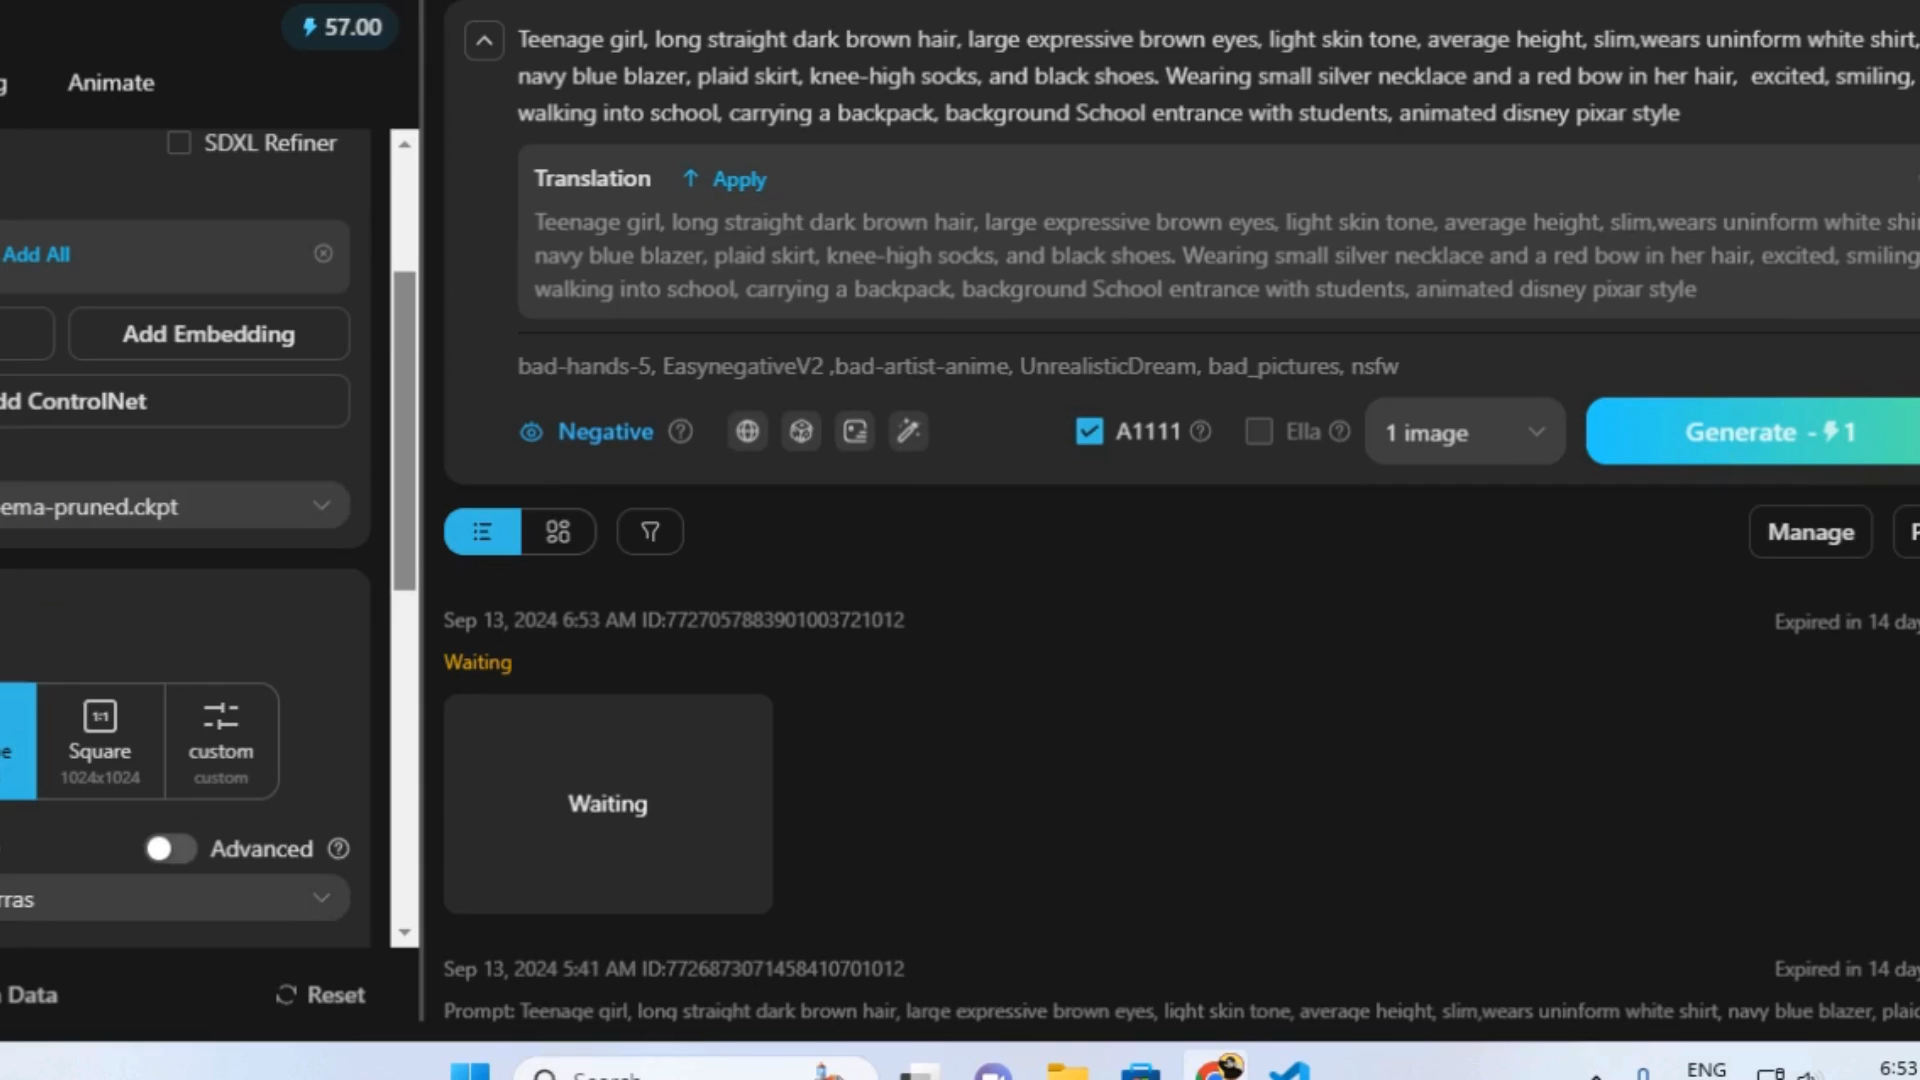 57.00
Animate
SDXL Refiner
Add All
Add Embedding
dd ControlNet
ema-pruned.ckpt
Square
1024x1024
custom
custom
Advanced
rras
Data
Reset
Teenage girl, long straight dark brown hair, large expressive brown eyes, light skin tone, average height, slim,wears uninform white shirt,
navy blue blazer, plaid skirt, knee-high socks, and black shoes. Wearing small silver necklace and a red bow in her hair, excited, smiling,
walking into school, carrying a backpack, background School entrance with students, animated disney pixar style
Translation Apply
Teenage girl, long straight dark brown hair, large expressive brown eyes, light skin tone, average height, slim,wears uninform white shi
navy blue blazer, plaid skirt, knee-high socks, and black shoes. Wearing small silver necklace and a red bow in her hair, excited, smiling
walking into school, carrying a backpack, background School entrance with students, animated disney pixar style
bad-hands-5, EasynegativeV2 ,bad-artist-anime, UnrealisticDream, bad_pictures, nsfw
Negative A1111 Ella 1 image Generate - 1
Manage
Sep 13, 2024 6:53 AM ID:7727057883901003721012 Expired in 14 day
Waiting
Waiting
Sep 13, 2024 5:41 AM ID:7726873071458410701012 Expired in 14 day
Prompt: Teenage girl, long straight dark brown hair, large expressive brown eyes, light skin tone, average height, slim,wears uninform white shirt, navy blue blazer, plaid
Search
ENG
6:53